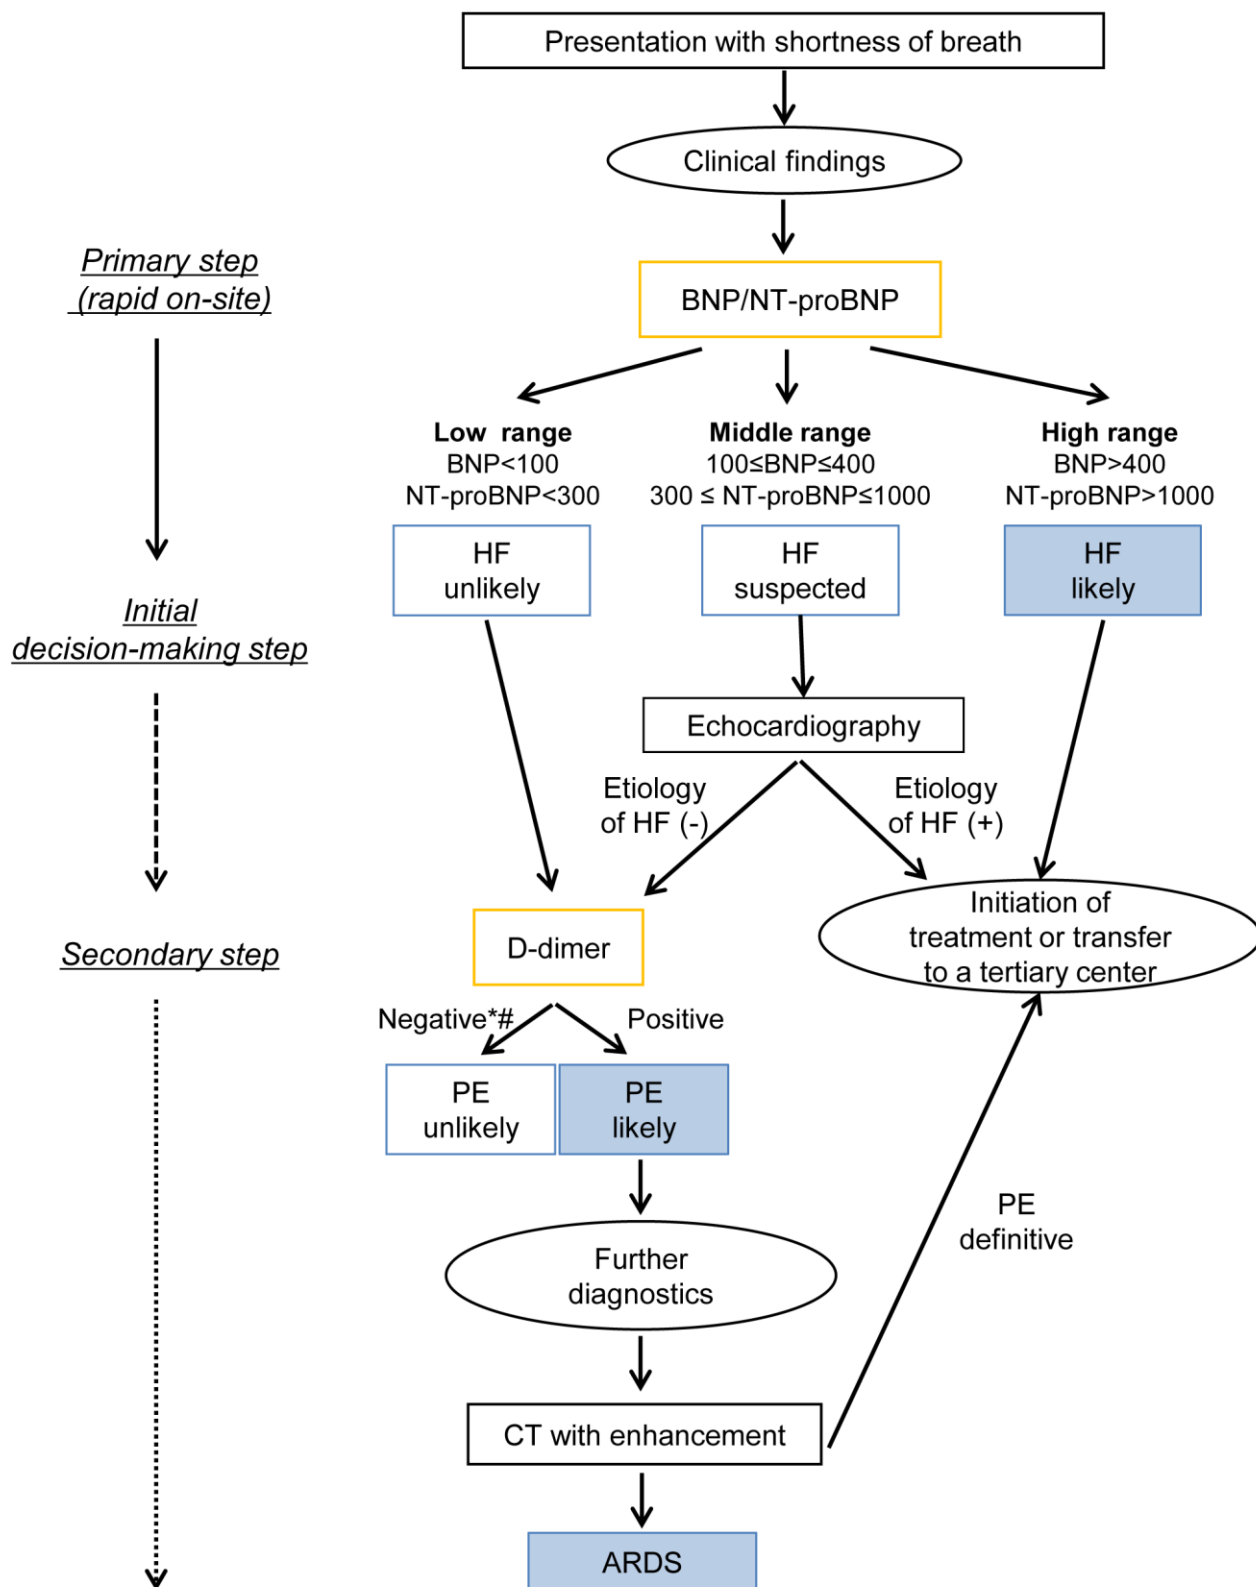 Presentation with shortness of breath
Clinical findings
Primary step
(rapid on-site)
BNP/NT-proBNP
Low range
BNP<100
NT-proBNP<300
Middle range
100≤BNP≤400
300 ≤ NT-proBNP≤1000
High range
BNP>400
NT-proBNP>1000
HF
unlikely
HF
suspected
HF
likely
Initial
decision-making step
Echocardiography
Etiology
of HF (-)
Etiology
of HF (+)
Secondary step
D-dimer
Initiation of
treatment or transfer
to a tertiary center
Negative*#
Positive
PE
unlikely
PE
likely
Further
diagnostics
PE
definitive
CT with enhancement
ARDS